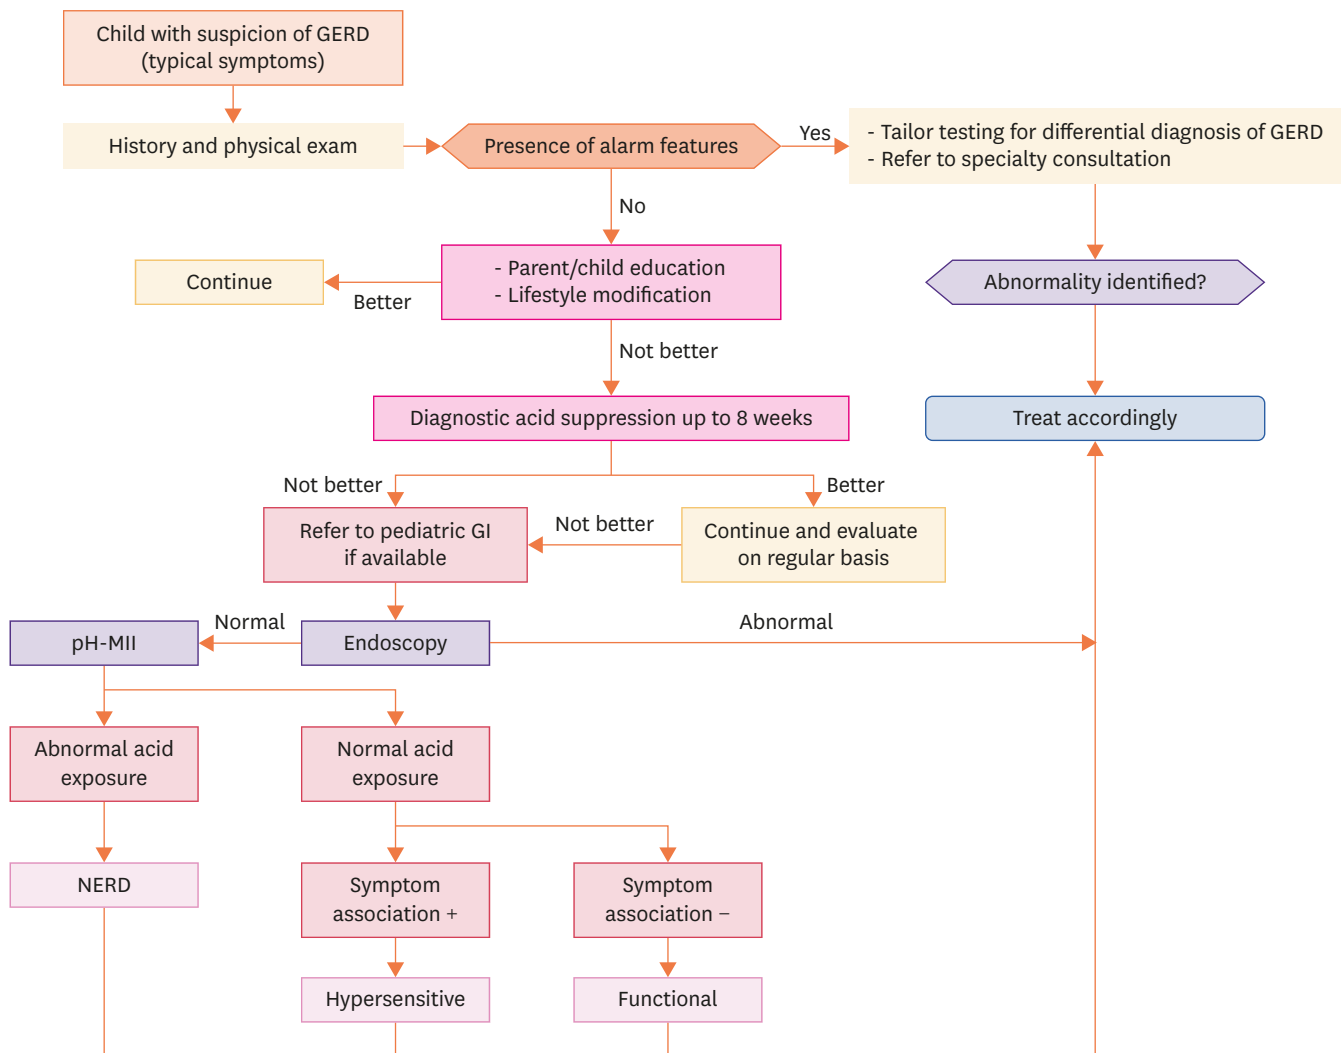 Child with suspicion of GERD
(typical symptoms)
History and physical exam
Presence of alarm features
Yes
- Tailor testing for differential diagnosis of GERD
- Refer to specialty consultation
No
Continue
Better
- Parent/child education
- Lifestyle modification
Abnormality identified?
Not better
Diagnostic acid suppression up to 8 weeks
Treat accordingly
Not better
Better
Refer to pediatric GI
if available
Not better
Continue and evaluate
on regular basis
pH-MII
Normal
Endoscopy
Abnormal
Abnormal acid
exposure
Normal acid
exposure
NERD
Symptom
association +
Symptom
association −
Hypersensitive
Functional